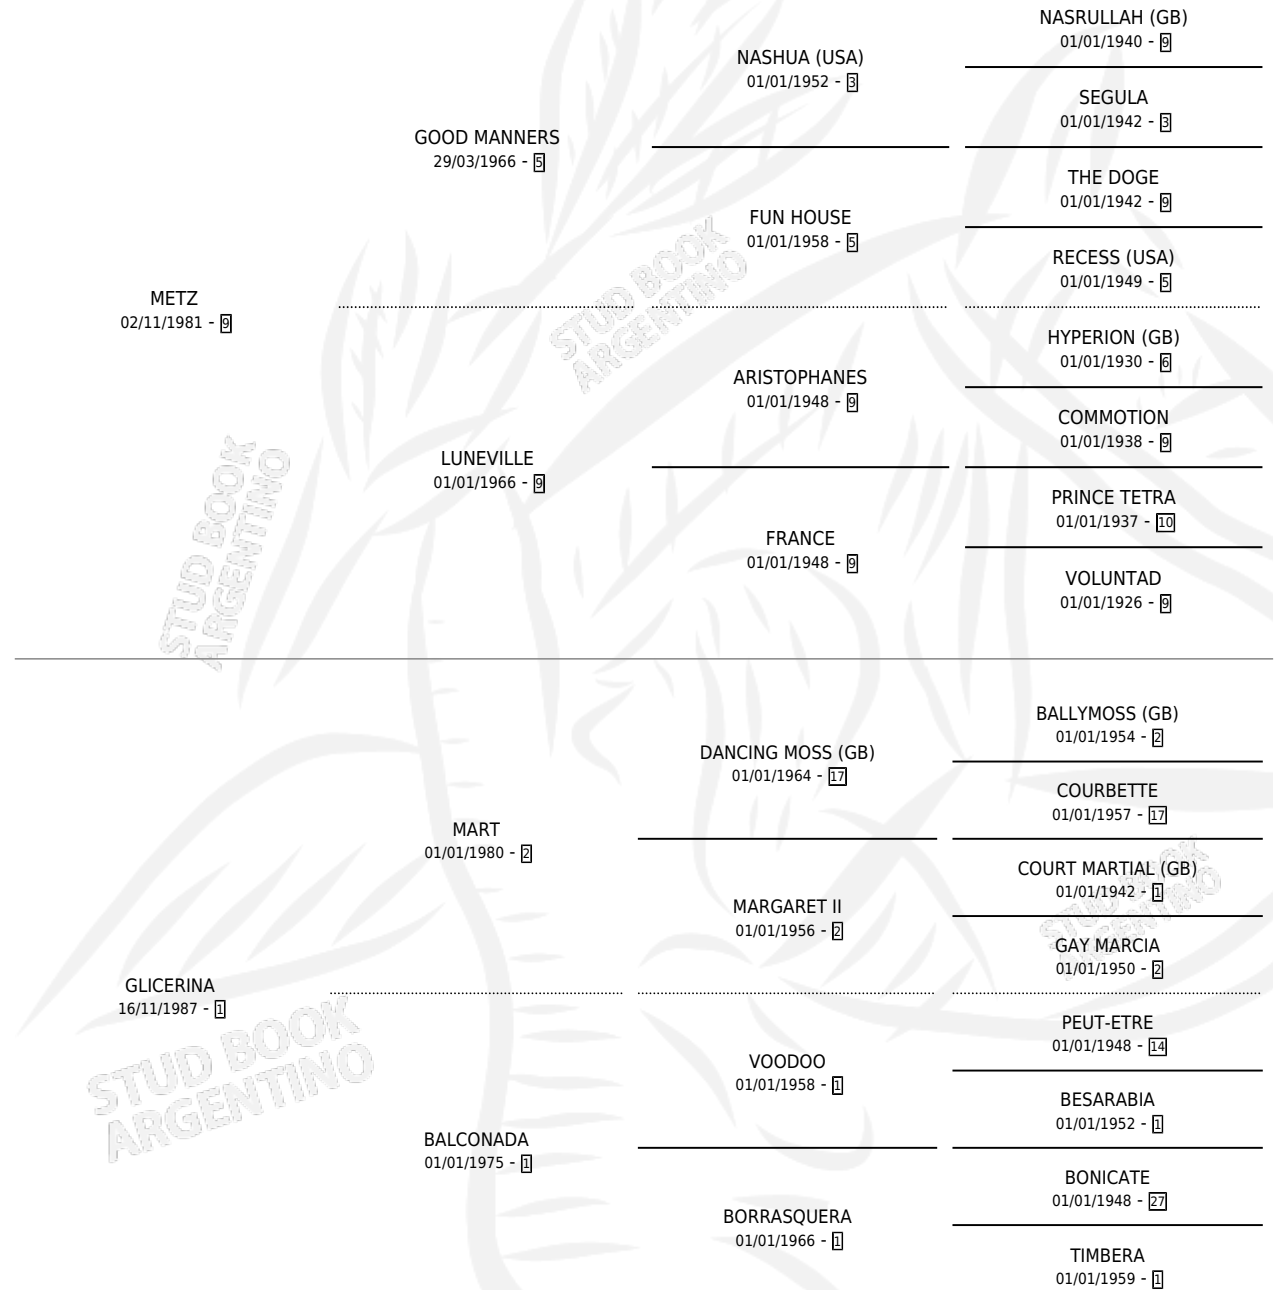 NASRULLAH (GB)
01/01/1940 - 9
NASHUA (USA)
01/01/1952 - 3
SEGULA
01/01/1942 - 3
GOOD MANNERS
29/03/1966 - 5
THE DOGE
01/01/1942 - 9
FUN HOUSE
01/01/1958 - 5
RECESS (USA)
01/01/1949 - 5
METZ
02/11/1981 - 9
HYPERION (GB)
01/01/1930 - 6
ARISTOPHANES
01/01/1948 - 9
COMMOTION
01/01/1938 - 9
LUNEVILLE
01/01/1966 - 9
PRINCE TETRA
01/01/1937 - 10
FRANCE
01/01/1948 - 9
VOLUNTAD
01/01/1926 - 9
BALLYMOSS (GB)
01/01/1954 - 2
DANCING MOSS (GB)
01/01/1964 - 17
COURBETTE
01/01/1957 - 17
MART
01/01/1980 - 2
COURT MARTIAL (GB)
01/01/1942 - 1
MARGARET II
01/01/1956 - 2
GAY MARCIA
01/01/1950 - 2
GLICERINA
16/11/1987 - 1
PEUT-ETRE
01/01/1948 - 14
VOODOO
01/01/1958 - 1
BESARABIA
01/01/1952 - 1
BALCONADA
01/01/1975 - 1
BONICATE
01/01/1948 - 27
BORRASQUERA
01/01/1966 - 1
TIMBERA
01/01/1959 - 1
STUD BOOK
ARGENTINO
STUD BOOK
ARGENTINO
STUD BOOK
ARGENTINO
STUD BOOK
ARGENTINO